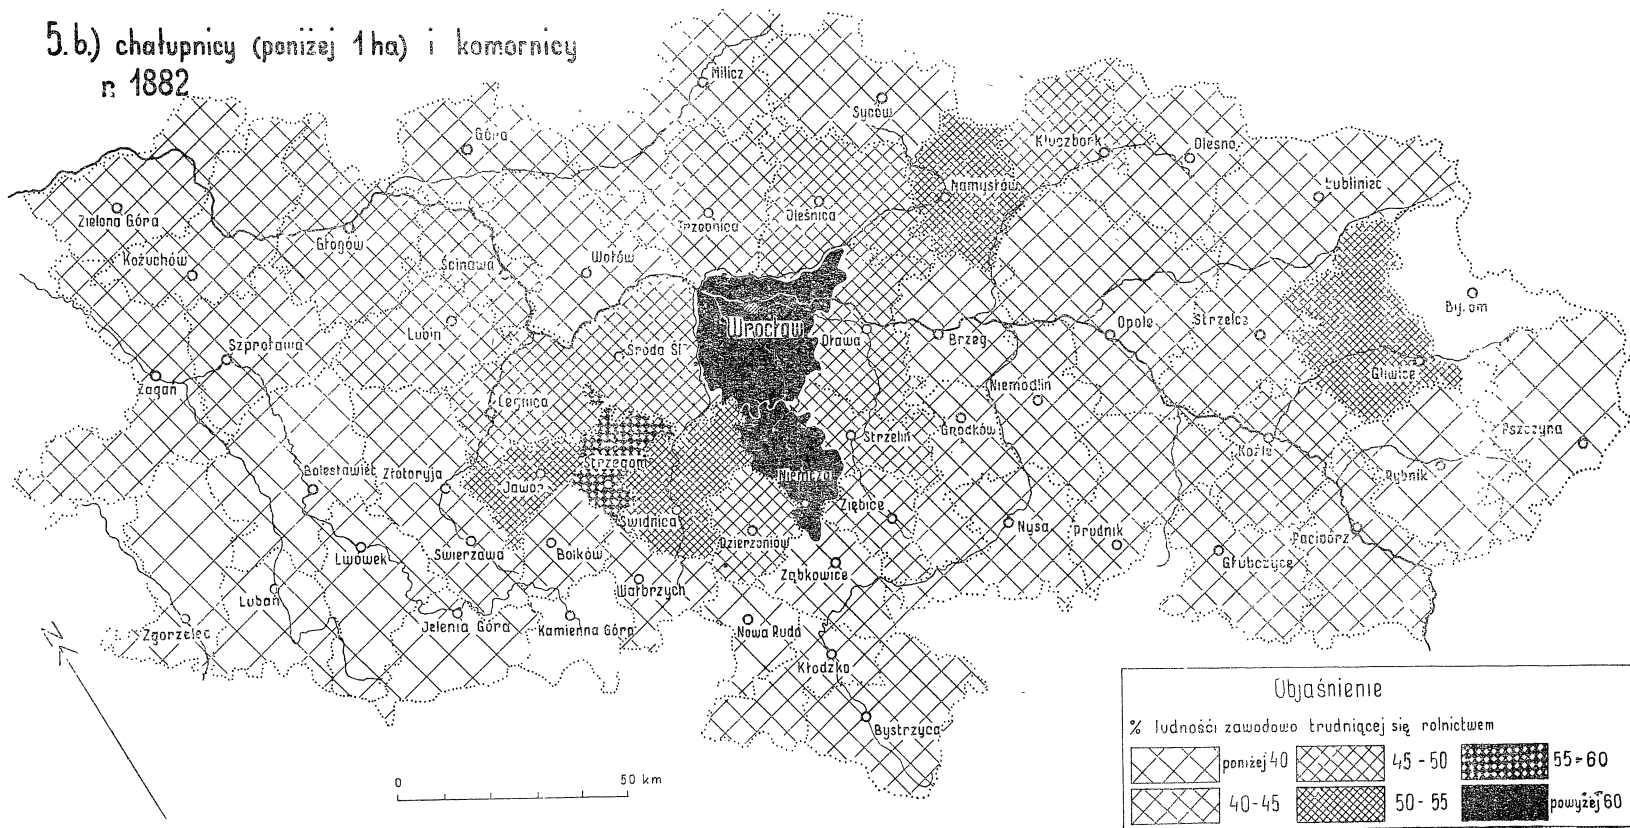 5.b.) chałupnicy (poniżej 1 ha) i komornicy
r. 1882
Milicz
Syców
Góra
Kluczbork
Olesno
Namysłów
Lubliniec
Zielona Góra
Głogów
Trzebnica
Oleśnica
Kożuchów
Ścinawa
Wołów
Bytom
Lubin
Wrocław
Oława
Brzeg
Opole
Strzelce
Szprotawa
Środa Śl
Żagań
Niemodlin
Gliwice
Legnica
Strzelin
Grodków
Pszczyna
Koźle
Rybnik
Bolesławiec
Złotoryja
Strzegom
Jawor
Niemcza
Świdnica
Ziębice
Nysa
Prudnik
Racibórz
Świerzawa
Bolków
Dzierżoniów
Lwówek
Ząbkowice
Głubczyce
Lubań
Wałbrzych
Zgorzelec
Jelenia Góra
Kamienna Góra
Nowa Ruda
Kłodzko
Bystrzyca
N
0 50 km
Objaśnienie
% ludności zawodowo trudniącej się rolnictwem
poniżej 40 45 - 50 55 - 60
40-45 50 - 55 powyżej 60